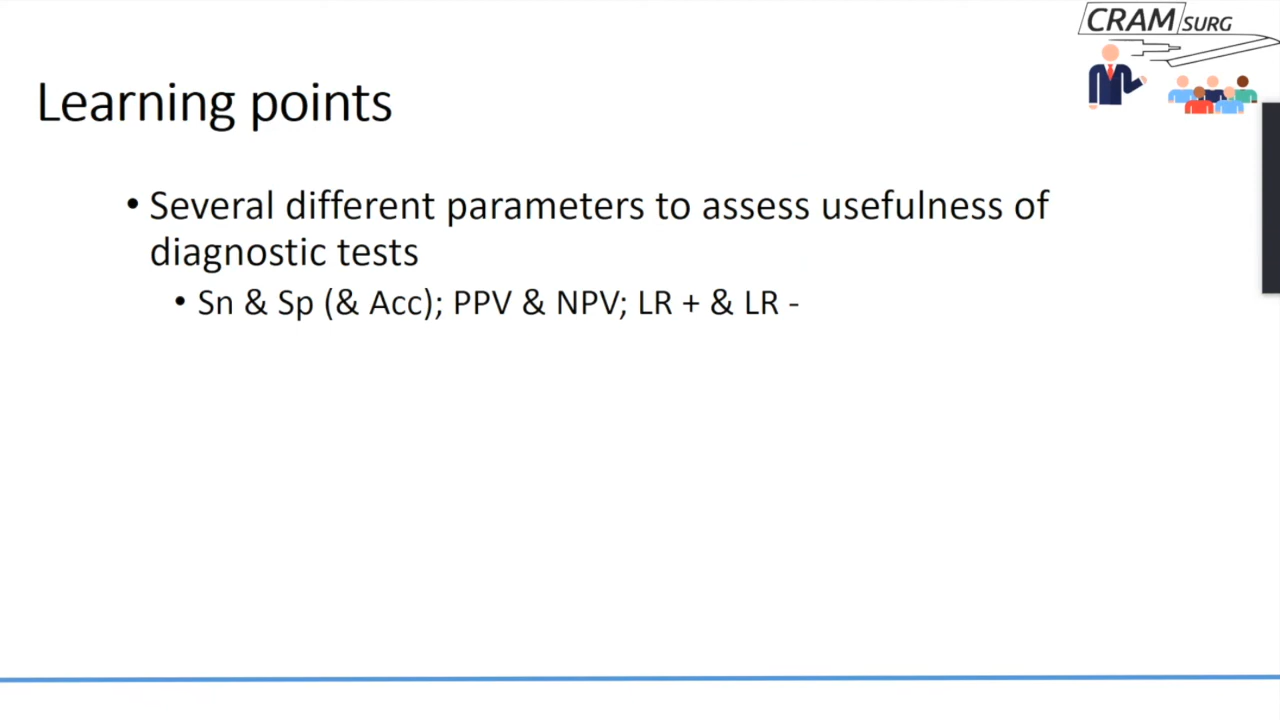 CRAM SURG
Learning points
• Several different parameters to assess usefulness of
diagnostic tests
• Sn & Sp (& Acc); PPV & NPV; LR + & LR -